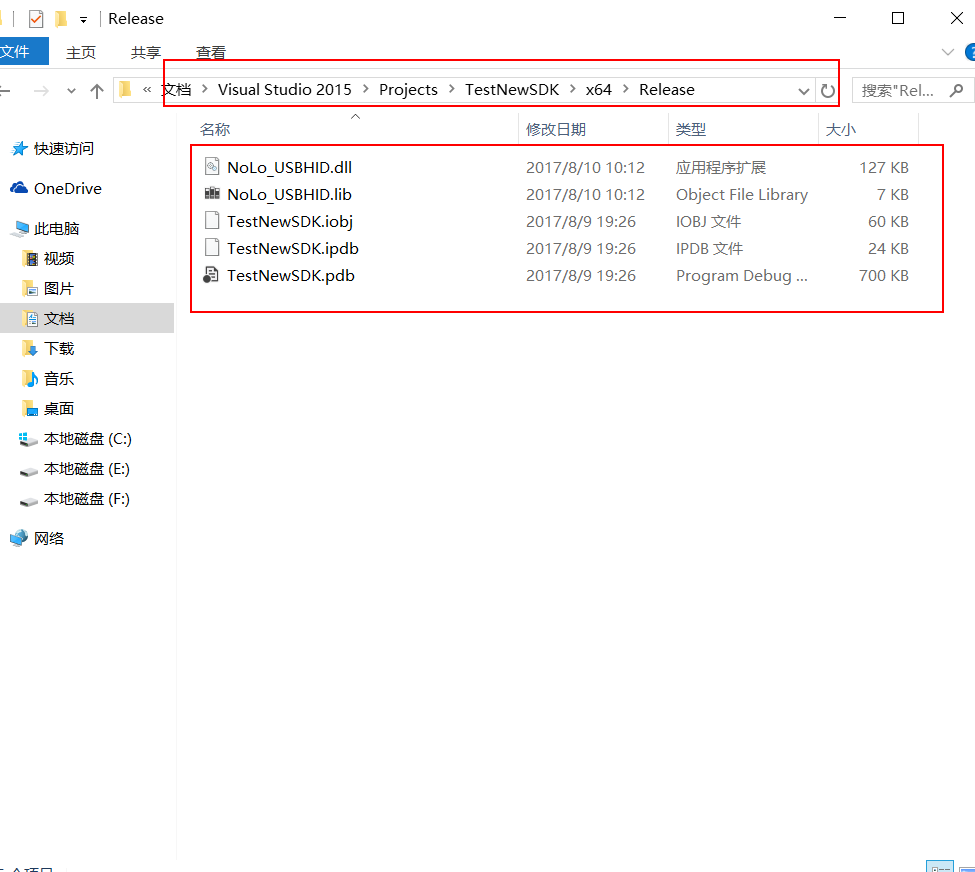 Release
文件 主页 共享 查看
« 文档 > Visual Studio 2015 > Projects > TestNewSDK > x64 > Release 搜索"Rel...
名称 修改日期 类型 大小
NoLo_USBHID.dll 2017/8/10 10:12 应用程序扩展 127 KB
NoLo_USBHID.lib 2017/8/10 10:12 Object File Library 7 KB
TestNewSDK.iobj 2017/8/9 19:26 IOBJ 文件 60 KB
TestNewSDK.ipdb 2017/8/9 19:26 IPDB 文件 24 KB
TestNewSDK.pdb 2017/8/9 19:26 Program Debug ... 700 KB
快速访问
OneDrive
此电脑
视频
图片
文档
下载
音乐
桌面
本地磁盘 (C:)
本地磁盘 (E:)
本地磁盘 (F:)
网络